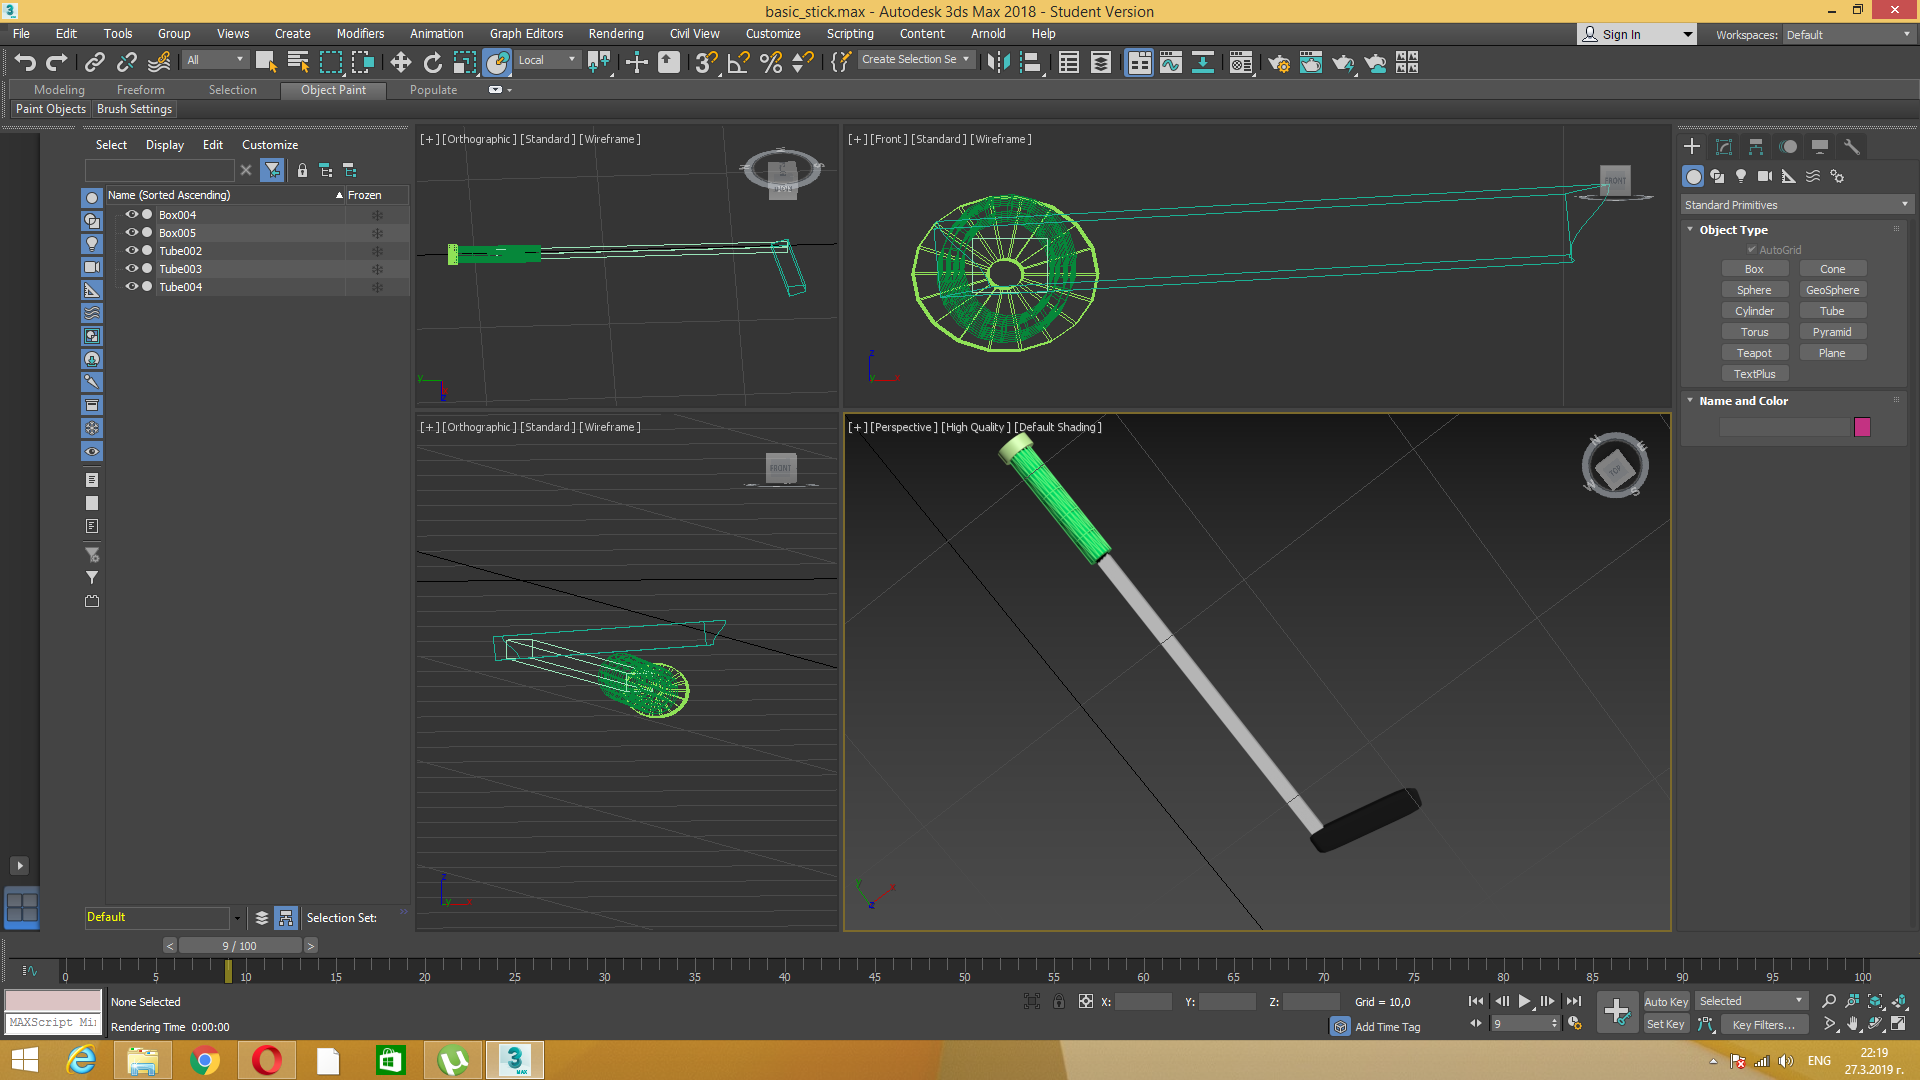 basic_stick.max - Autodesk 3ds Max 2018 - Student Version
File Edit Tools Group Views Create Modifiers Animation Graph Editors Rendering Civil View Customize Scripting Content Arnold Help
Sign In
Workspaces: Default
All
Local
Create Selection Se
Modeling Freeform Selection Object Paint Populate
Paint Objects Brush Settings
Select Display Edit Customize
Name (Sorted Ascending) Frozen
Box004
Box005
Tube002
Tube003
Tube004
[+] [Orthographic] [Standard] [Wireframe]
[+] [Front] [Standard] [Wireframe]
FRONT
z
y
[+] [Orthographic] [Standard] [Wireframe]
FRONT
[+] [Perspective] [High Quality] [Default Shading]
TOP
N
E
S
W
Standard Primitives
Object Type
AutoGrid
Box Cone
Sphere GeoSphere
Cylinder Tube
Torus Pyramid
Teapot Plane
TextPlus
Name and Color
Default
Selection Set:
< 9 / 100 >
0 5 10 15 20 25 30 35 40 45 50 55 60 65 70 75 80 85 90 95 100
None Selected
X: Y: Z: Grid = 10,0
Auto Key Selected
MAXScript Mi
Rendering Time 0:00:00
Add Time Tag
9
Set Key Key Filters...
3
MAX
ENG
22:19
27.3.2019 г.